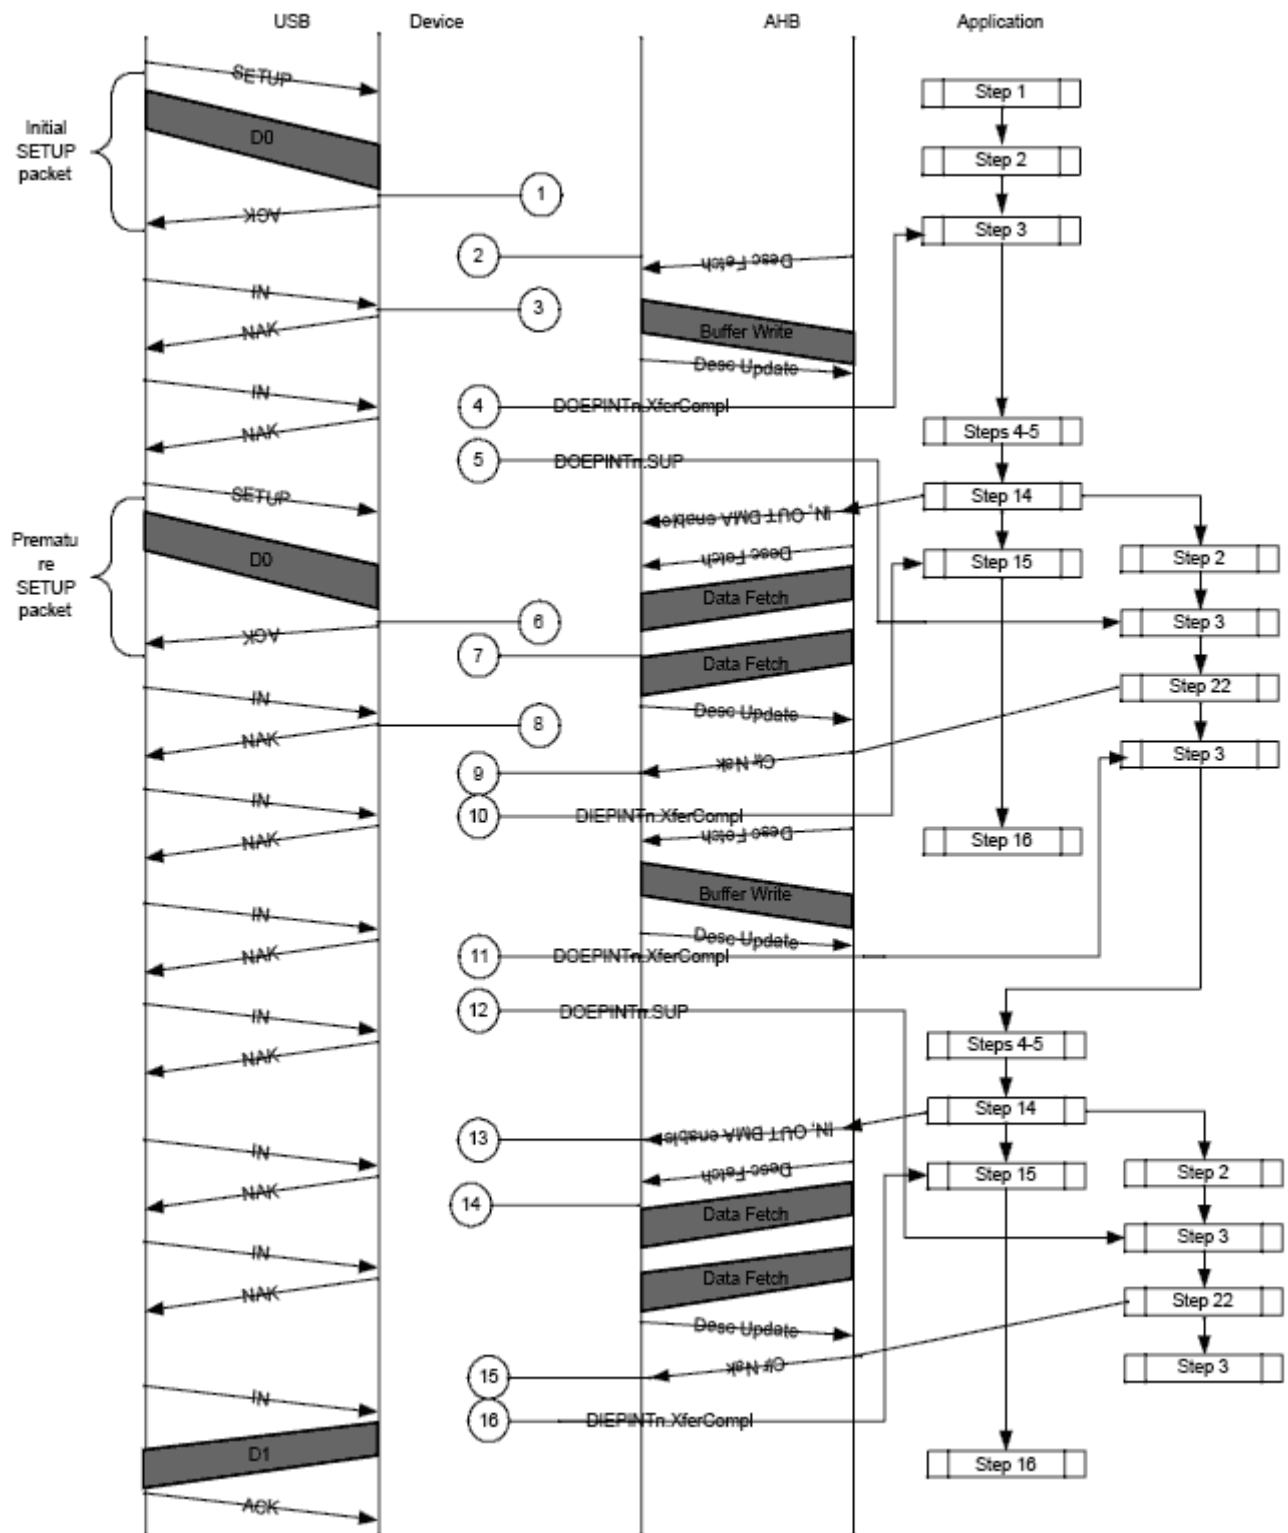 USB Device AHB Application
SETUP
Step 1
Initial
SETUP
packet
D0
Step 2
1
ACK
Step 3
2
Desc Fetch
IN
3
NAK
Buffer Write
Desc Update
IN
4
DOEPINTn.XferCompl
NAK
Steps 4-5
5
DOEPINTn.SUP
SETUP
Step 14
IN, OUT DMA enable
Prematu
re
SETUP
packet
D0
Desc Fetch
Step 15
Step 2
Data Fetch
6
Step 3
ACK
7
Data Fetch
IN
Step 22
Desc Update
8
NAK
Step 3
9
Clr Nak
IN
10
DIEPINTn.XferCompl
NAK
Desc Fetch
Step 16
Buffer Write
IN
Desc Update
NAK
11
DOEPINTn.XferCompl
IN
12
DOEPINTn.SUP
NAK
Steps 4-5
Step 14
13
IN, OUT DMA enable
IN
Desc Fetch
Step 15
Step 2
NAK
14
Data Fetch
Step 3
IN
Data Fetch
NAK
Step 22
Desc Update
15
Clr Nak
Step 3
IN
16
DIEPINTn.XferCompl
D1
Step 16
ACK